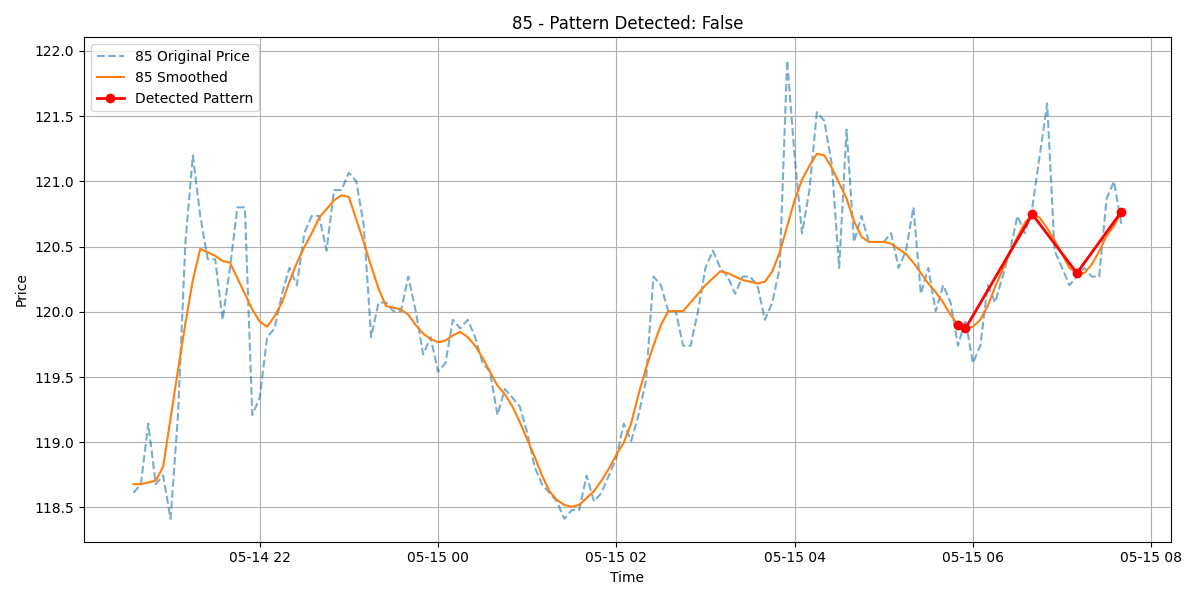 85 - Pattern Detected: False
85 Original Price
85 Smoothed
Detected Pattern
Price
122.0
121.5
121.0
120.5
120.0
119.5
119.0
118.5
05-14 22
05-15 00
05-15 02
05-15 04
05-15 06
05-15 08
Time